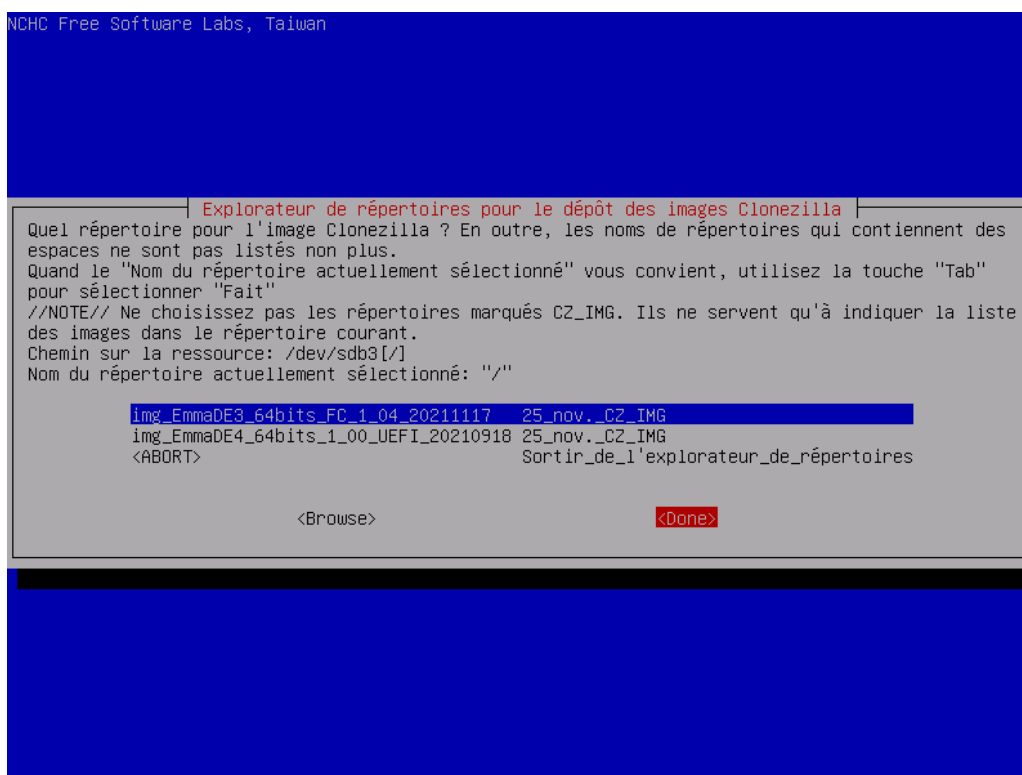 NCHC Free Software Labs, Taiwan
Explorateur de répertoires pour le dépôt des images Clonezilla
Quel répertoire pour l'image Clonezilla ? En outre, les noms de répertoires qui contiennent des
espaces ne sont pas listés non plus.
Quand le "Nom du répertoire actuellement sélectionné" vous convient, utilisez la touche "Tab"
pour sélectionner "Fait"
//NOTE// Ne choisissez pas les répertoires marqués CZ_IMG. Ils ne servent qu'à indiquer la liste
des images dans le répertoire courant.
Chemin sur la ressource: /dev/sdb3[/]
Nom du répertoire actuellement sélectionné: "/"
img_EmmaDE3_64bits_FC_1_04_20211117 25_nov._CZ_IMG
img_EmmaDE4_64bits_1_00_UEFI_20210918 25_nov._CZ_IMG
<ABORT> Sortir_de_l'explorateur_de_répertoires
<Browse> <Done>